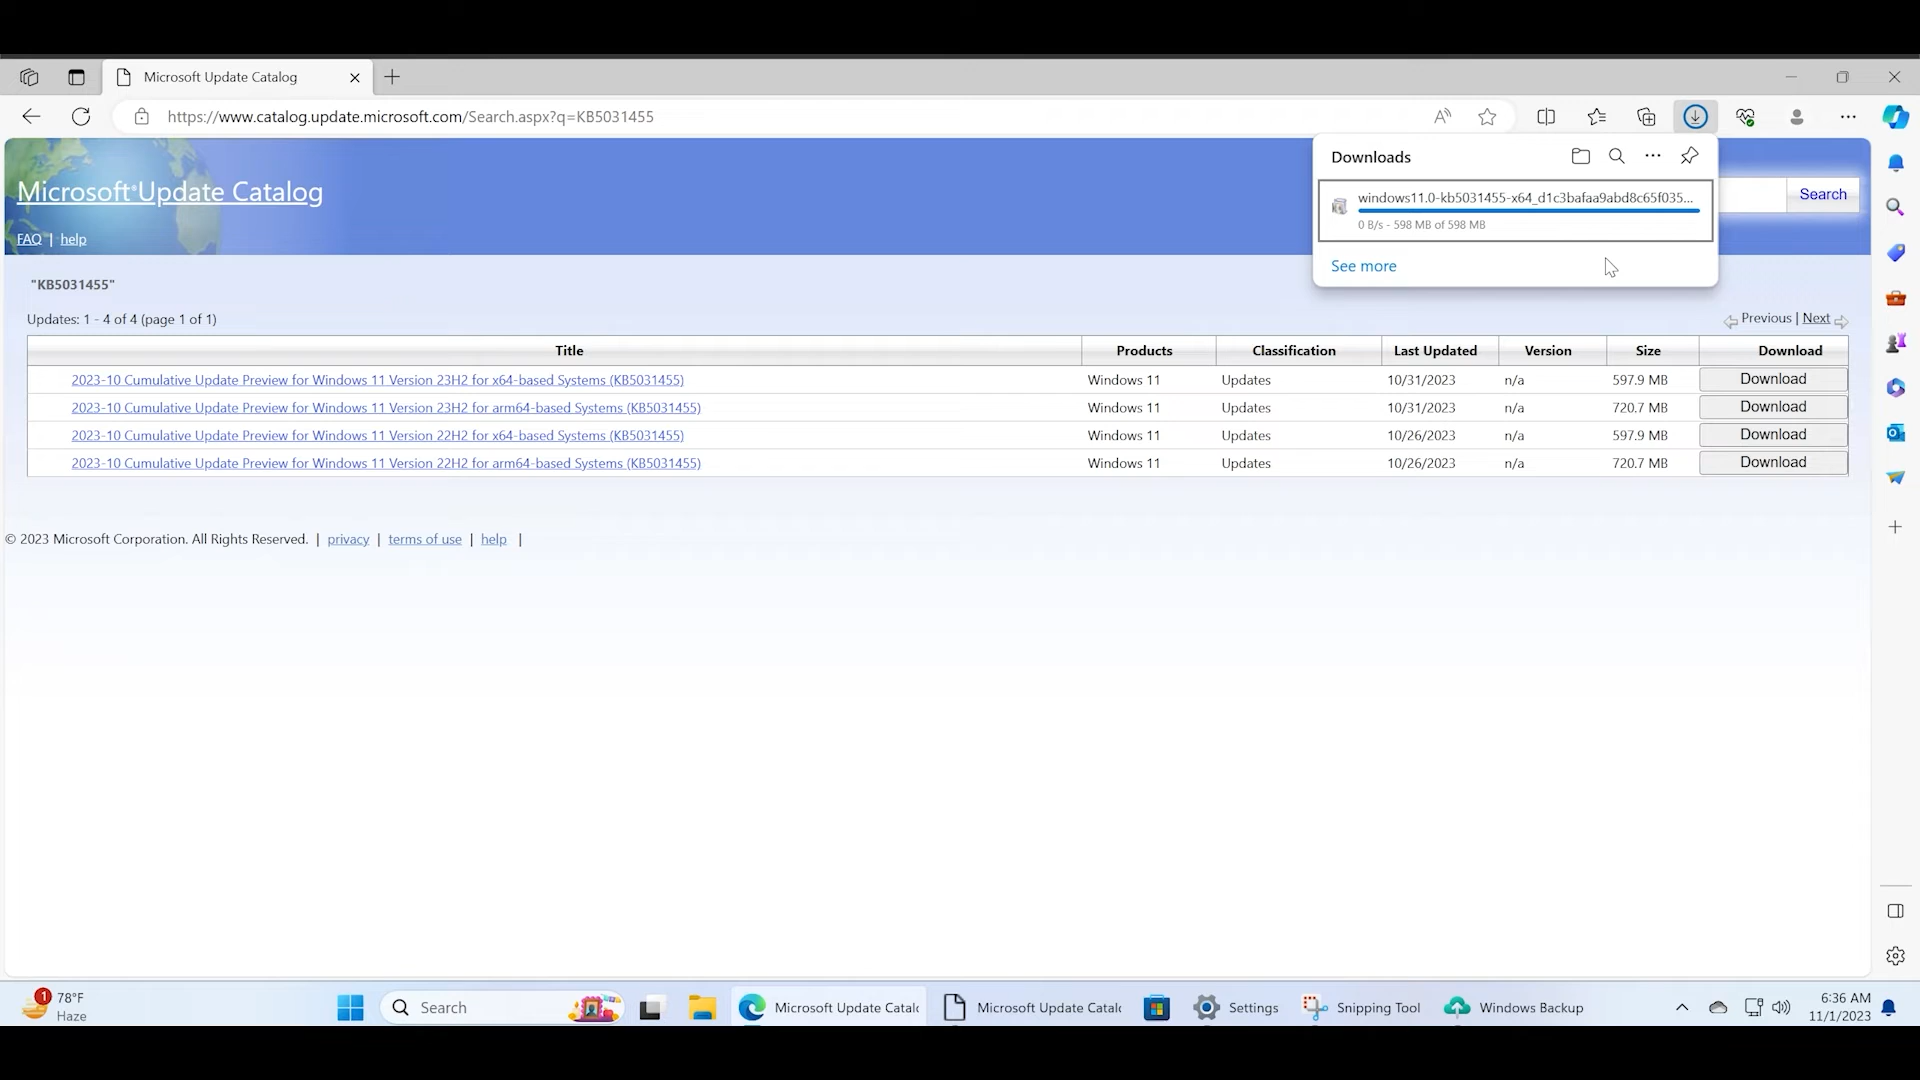 Microsoft Update Catalog
https://www.catalog.update.microsoft.com/Search.aspx?q=KB5031455
Downloads
windows11.0-kb5031455-x64_d1c3bafaa9abd8c65f035...
0 B/s - 598 MB of 598 MB
See more
Microsoft® Update Catalog
Search
FAQ | help
"KB5031455"
Updates: 1 - 4 of 4 (page 1 of 1)
Previous | Next
Title Products Classification Last Updated Version Size Download
2023-10 Cumulative Update Preview for Windows 11 Version 23H2 for x64-based Systems (KB5031455) Windows 11 Updates 10/31/2023 n/a 597.9 MB Download
2023-10 Cumulative Update Preview for Windows 11 Version 23H2 for arm64-based Systems (KB5031455) Windows 11 Updates 10/31/2023 n/a 720.7 MB Download
2023-10 Cumulative Update Preview for Windows 11 Version 22H2 for x64-based Systems (KB5031455) Windows 11 Updates 10/26/2023 n/a 597.9 MB Download
2023-10 Cumulative Update Preview for Windows 11 Version 22H2 for arm64-based Systems (KB5031455) Windows 11 Updates 10/26/2023 n/a 720.7 MB Download
© 2023 Microsoft Corporation. All Rights Reserved. | privacy | terms of use | help |
1
78°F
Haze
Search
Microsoft Update Catalo
Microsoft Update Catalo
Settings
Snipping Tool
Windows Backup
6:36 AM
11/1/2023